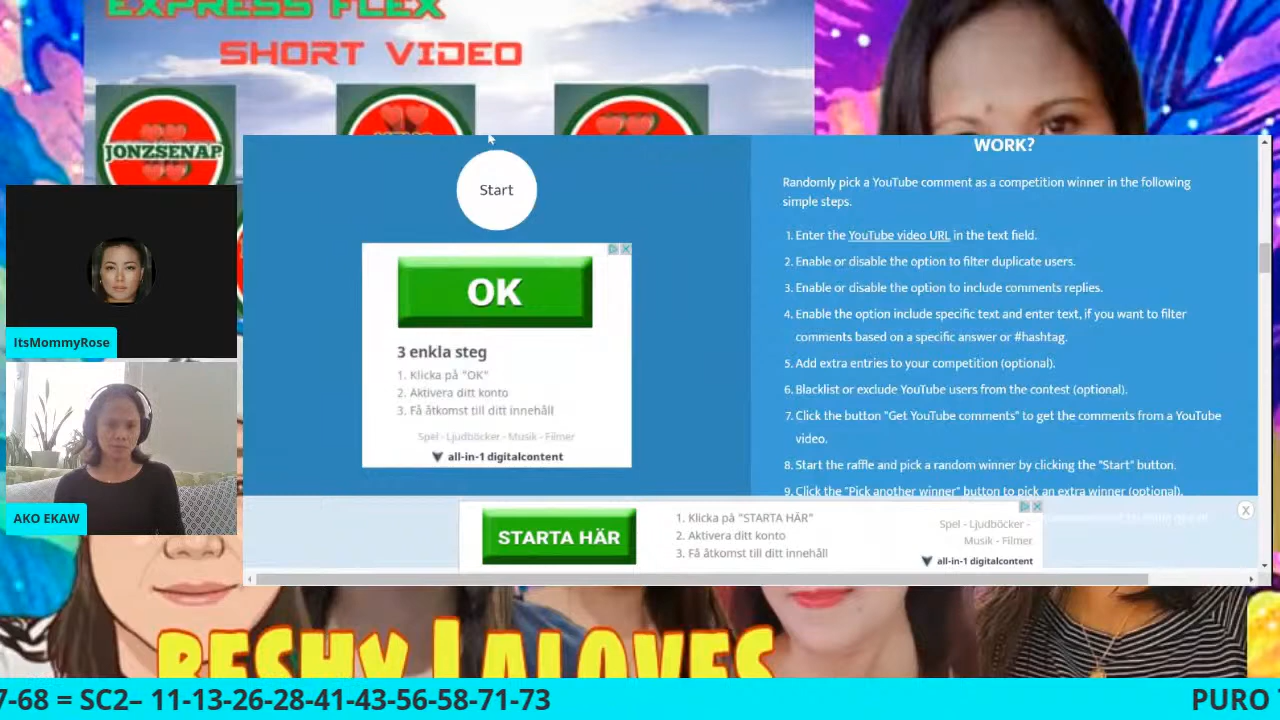 EXPRESS FLEX
SHORT VIDEO
JONZSENAP
Start
OK
3 enkla steg
1. Klicka på "OK"
2. Aktivera ditt konto
3. Få åtkomst till ditt innehåll
Spel - Ljudböcker - Musik - Filmer
all-in-1 digitalcontent
WORK?
Randomly pick a YouTube comment as a competition winner in the following
simple steps.
1. Enter the YouTube video URL in the text field.
2. Enable or disable the option to filter duplicate users.
3. Enable or disable the option to include comments replies.
4. Enable the option include specific text and enter text, if you want to filter
comments based on a specific answer or #hashtag.
5. Add extra entries to your competition (optional).
6. Blacklist or exclude YouTube users from the contest (optional).
7. Click the button "Get YouTube comments" to get the comments from a YouTube
video.
8. Start the raffle and pick a random winner by clicking the "Start" button.
9. Click the "Pick another winner" button to pick an extra winner (optional).
ItsMommyRose
AKO EKAW
STARTA HÄR
1. Klicka på "STARTA HÄR"
2. Aktivera ditt konto
3. Få åtkomst till ditt innehåll
Spel - Ljudböcker -
Musik - Filmer
all-in-1 digitalcontent
X
BESHY LALOVES
7-68 = SC2– 11-13-26-28-41-43-56-58-71-73
PURO